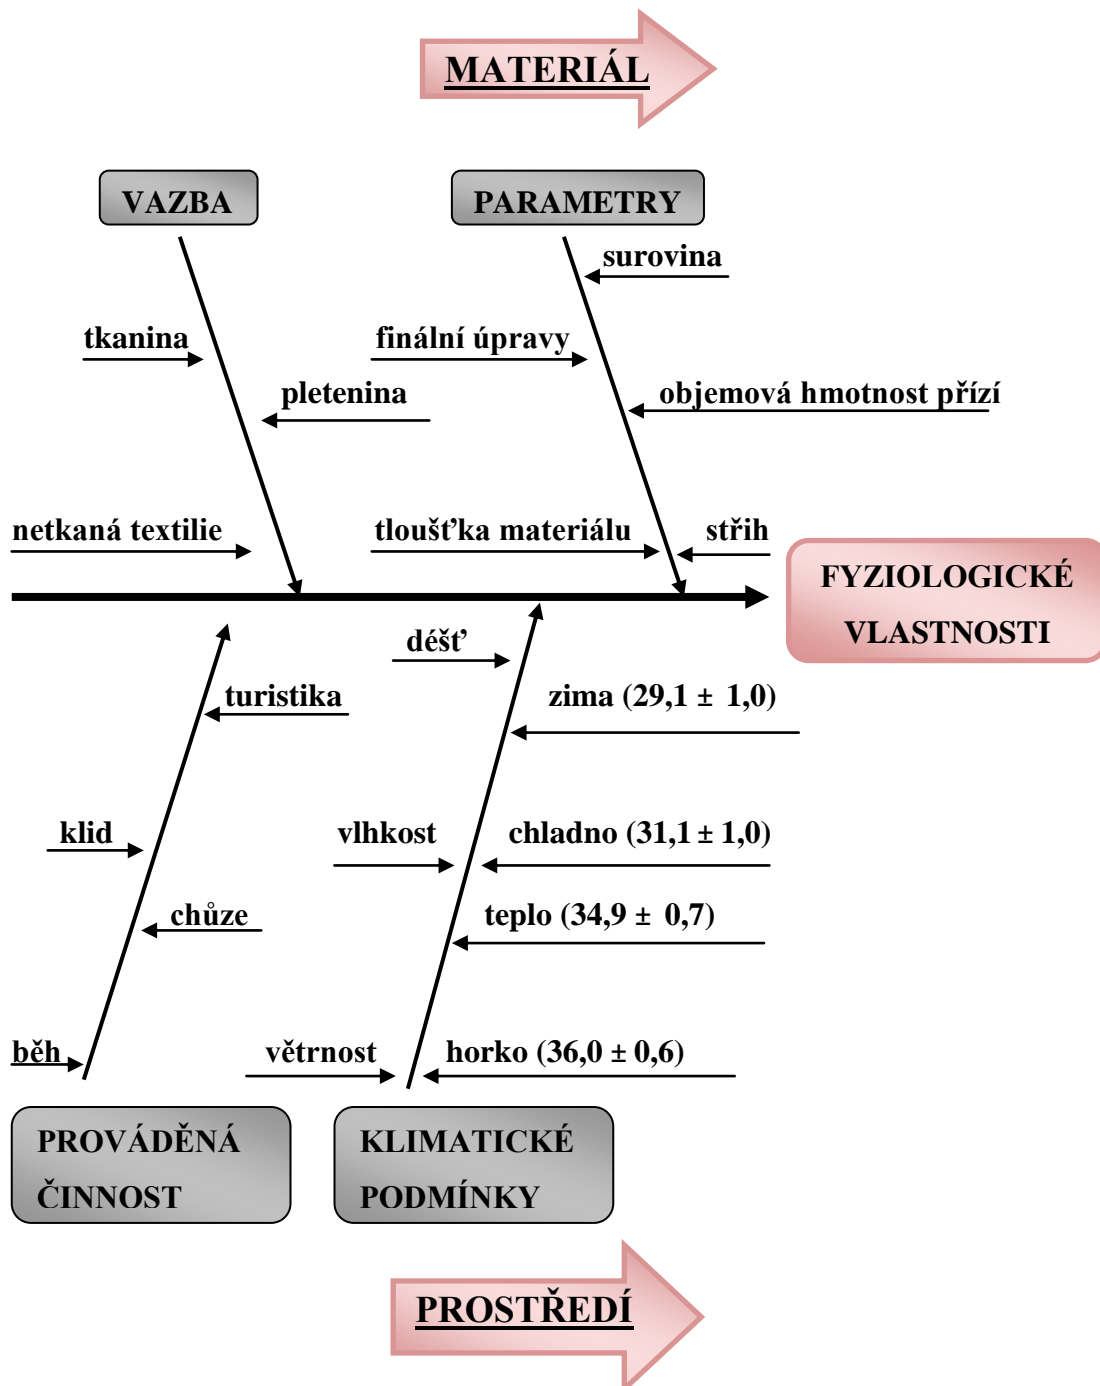 MATERIÁL
VAZBA
PARAMETRY
surovina
tkanina
finální úpravy
pletenina
objemová hmotnost přízí
netkaná textilie
tloušťka materiálu
střih
FYZIOLOGICKÉ
VLASTNOSTI
déšť
turistika
zima (29,1 ± 1,0)
klid
vlhkost
chladno (31,1 ± 1,0)
chůze
teplo (34,9 ± 0,7)
běh
větrnost
horko (36,0 ± 0,6)
PROVÁDĚNÁ
ČINNOST
KLIMATICKÉ
PODMÍNKY
PROSTŘEDÍ